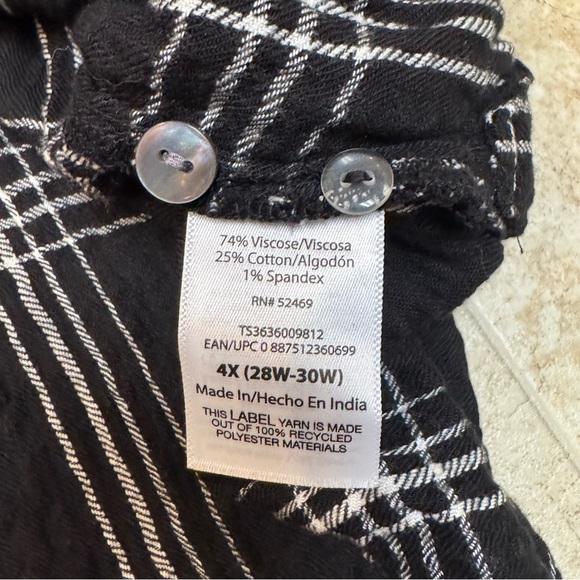 74% Viscose/Viscosa
25% Cotton/Algodón
1% Spandex
RN# 52469
TS3636009812
EAN/UPC 0 887512360699
4X (28W-30W)
Made In/Hecho En India
THIS LABEL YARN IS MADE
OUT OF 100% RECYCLED
POLYESTER MATERIALS